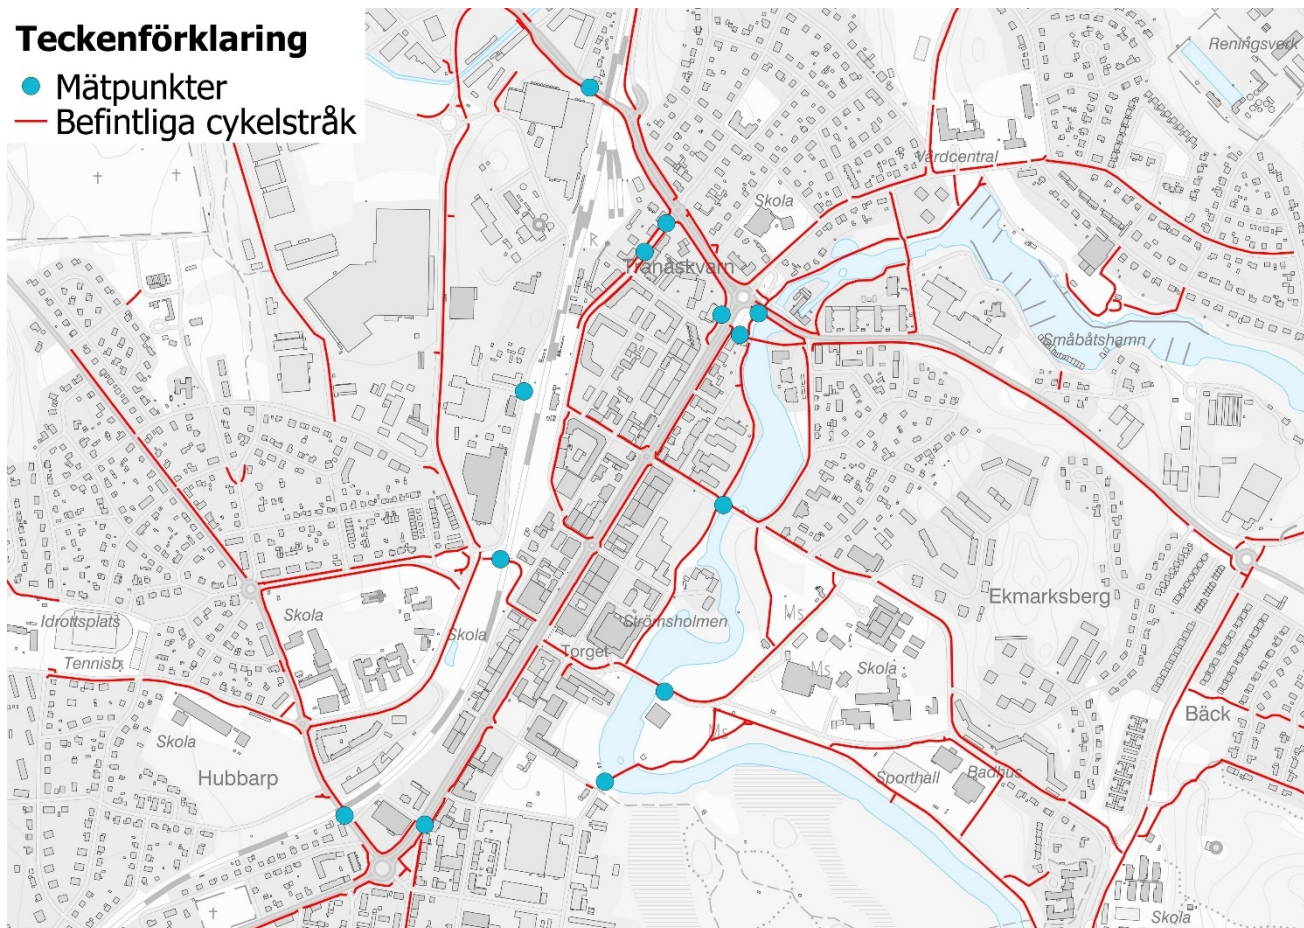 Teckenförklaring
Mätpunkter
Befintliga cykelstråk
Reningsverk
Vårdcentral
Skola
R
Tranåskvarn
Småbåtshamn
Ekmarksberg
Idrottsplats
Skola
Skola
Strömsholmen
Ms
Tennisb.
Torget
Ms
Skola
Bäck
Skola
Ms
Hubbarp
Sporthall
Badhus
Skola